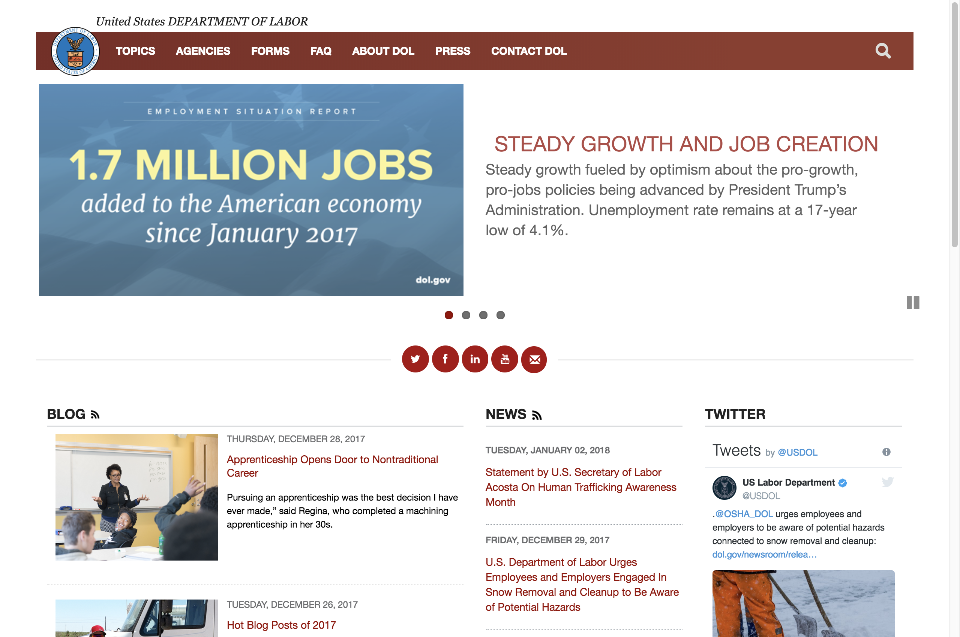 United States DEPARTMENT OF LABOR
TOPICS AGENCIES FORMS FAQ ABOUT DOL PRESS CONTACT DOL
EMPLOYMENT SITUATION REPORT
1.7 MILLION JOBS
added to the American economy
since January 2017
dol.gov
STEADY GROWTH AND JOB CREATION
Steady growth fueled by optimism about the pro-growth,
pro-jobs policies being advanced by President Trump's
Administration. Unemployment rate remains at a 17-year
low of 4.1%.
BLOG
THURSDAY, DECEMBER 28, 2017
Apprenticeship Opens Door to Nontraditional
Career
Pursuing an apprenticeship was the best decision I have
ever made,” said Regina, who completed a machining
apprenticeship in her 30s.
TUESDAY, DECEMBER 26, 2017
Hot Blog Posts of 2017
NEWS
TUESDAY, JANUARY 02, 2018
Statement by U.S. Secretary of Labor
Acosta On Human Trafficking Awareness
Month
FRIDAY, DECEMBER 29, 2017
U.S. Department of Labor Urges
Employees and Employers Engaged In
Snow Removal and Cleanup to Be Aware
of Potential Hazards
TWITTER
Tweets by @USDOL
US Labor Department
@USDOL
.@OSHA_DOL urges employees and
employers to be aware of potential hazards
connected to snow removal and cleanup:
dol.gov/newsroom/relea…